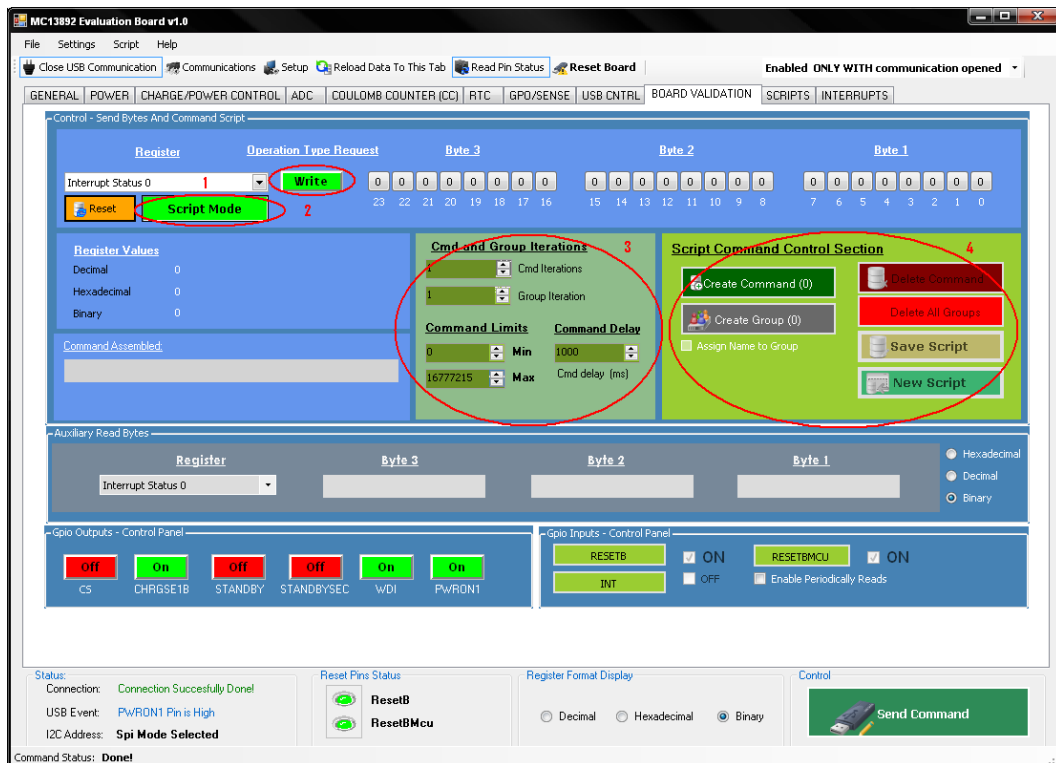 MC13892 Evaluation Board v1.0
File Settings Script Help
Close USB Communication Communications Setup Reload Data To This Tab Read Pin Status Reset Board Enabled ONLY WITH communication opened
GENERAL POWER CHARGE/POWER CONTROL ADC COULOMB COUNTER (CC) RTC GPO/SENSE USB CNTRL BOARD VALIDATION SCRIPTS INTERRUPTS
Control - Send Bytes And Command Script
Register Operation Type Request Byte 3 Byte 2 Byte 1
Interrupt Status 0 1 Write 0 0 0 0 0 0 0 0 0 0 0 0 0 0 0 0 0 0 0 0 0 0 0 0
Reset Script Mode 2 23 22 21 20 19 18 17 16 15 14 13 12 11 10 9 8 7 6 5 4 3 2 1 0
Register Values
Decimal 0
Hexadecimal 0
Binary 0
Command Assembled:
Cmd and Group Iterations 3
1 Cmd Iterations
1 Group Iteration
Command Limits Command Delay
0 Min 1000
16777215 Max Cmd delay (ms)
Script Command Control Section 4
Create Command (0) Delete Command
Create Group (0) Delete All Groups
Assign Name to Group Save Script
New Script
Auxiliary Read Bytes
Register Byte 3 Byte 2 Byte 1
Interrupt Status 0
Hexadecimal
Decimal
Binary
Gpio Outputs - Control Panel
Off On Off Off On On
CS CHRGSE1B STANDBY STANDBYSEC WDI PWRON1
Gpio Inputs - Control Panel
RESETB ON RESETBMCU ON
INT OFF Enable Periodically Reads
Status:
Connection: Connection Succesfully Done!
USB Event: PWRON1 Pin is High
I2C Address: Spi Mode Selected
Reset Pins Status
ResetB
ResetBMcu
Register Format Display
Decimal Hexadecimal Binary
Control
Send Command
Command Status: Done!